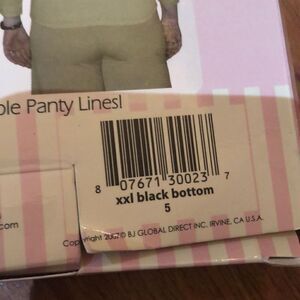 ble Panty Lines!
8 07671 30023 7
xxl black bottom
5
.com
Copyright 2007© BJ GLOBAL DIRECT INC. IRVINE, CA U.S.A.